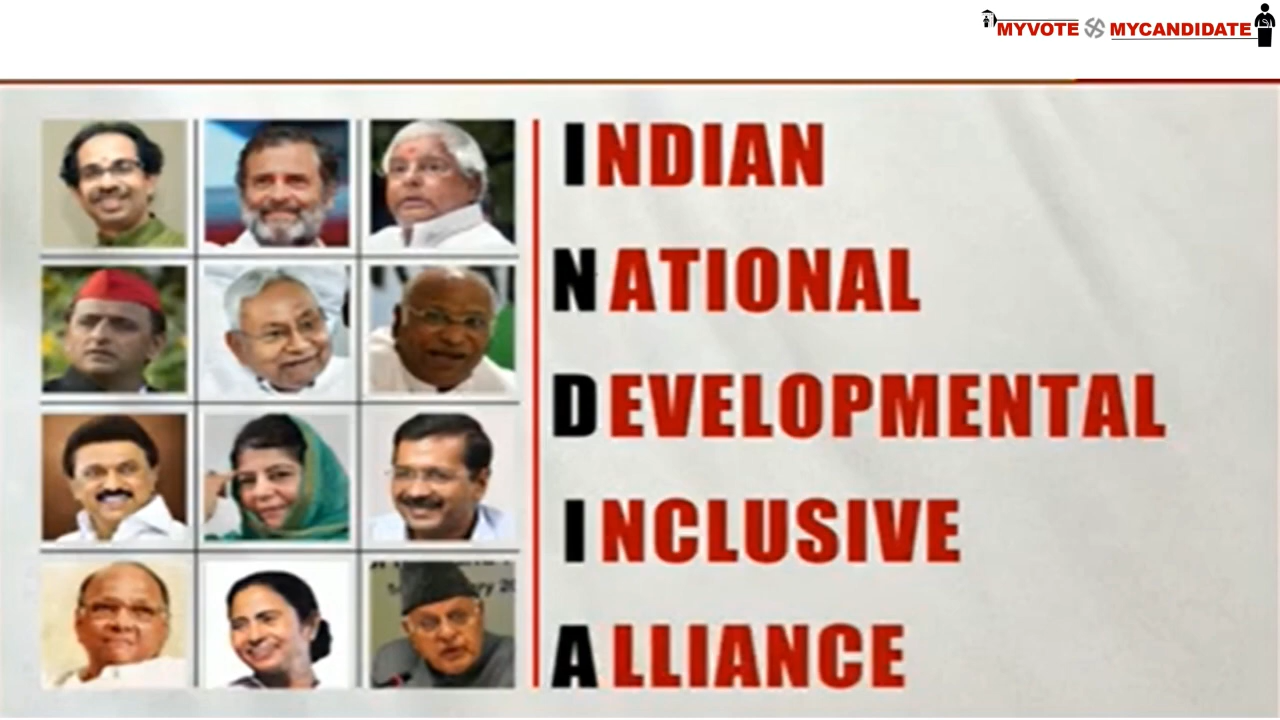 MYVOTE MYCANDIDATE
INDIAN
NATIONAL
DEVELOPMENTAL
INCLUSIVE
ALLIANCE